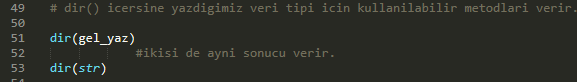 49 # dir() icersine yazdigimiz veri tipi icin kullanilabilir metodlari verir.
50
51 dir(gel_yaz)
52 #ikisi de ayni sonucu verir.
53 dir(str)